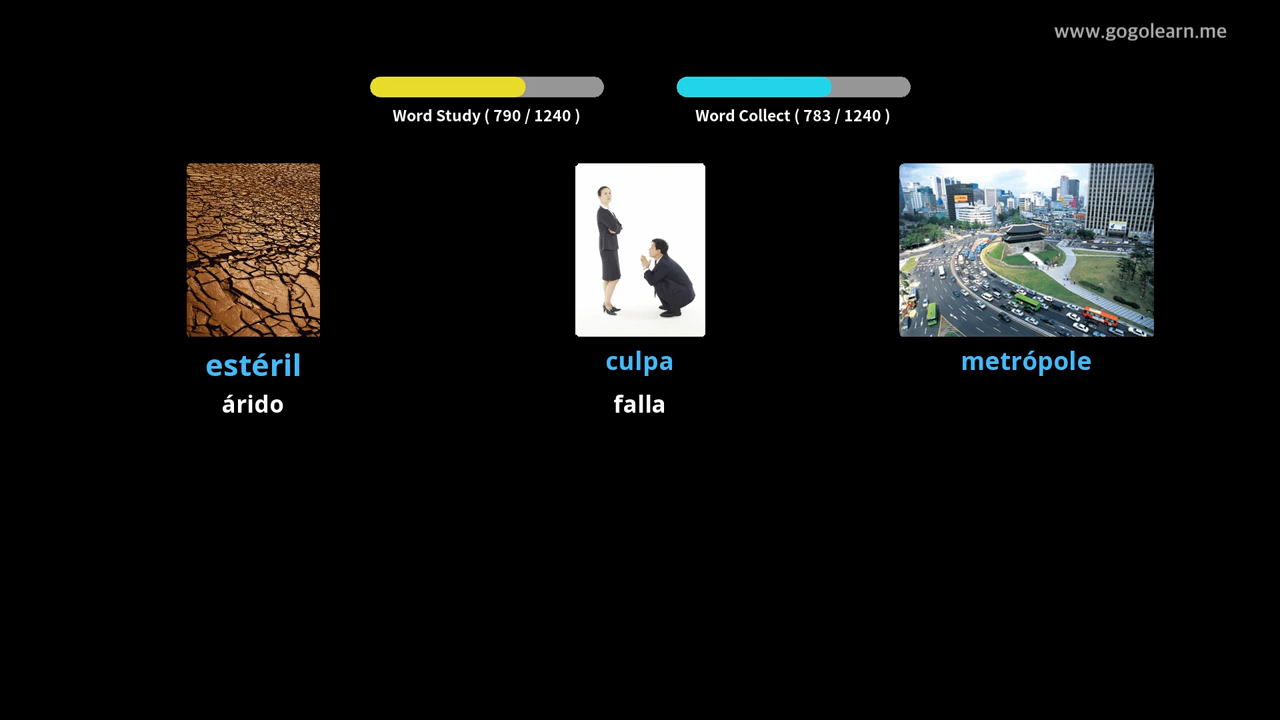 www.gogolearn.me
Word Study ( 790 / 1240 )
Word Collect ( 783 / 1240 )
estéril
culpa
metrópole
árido
falla